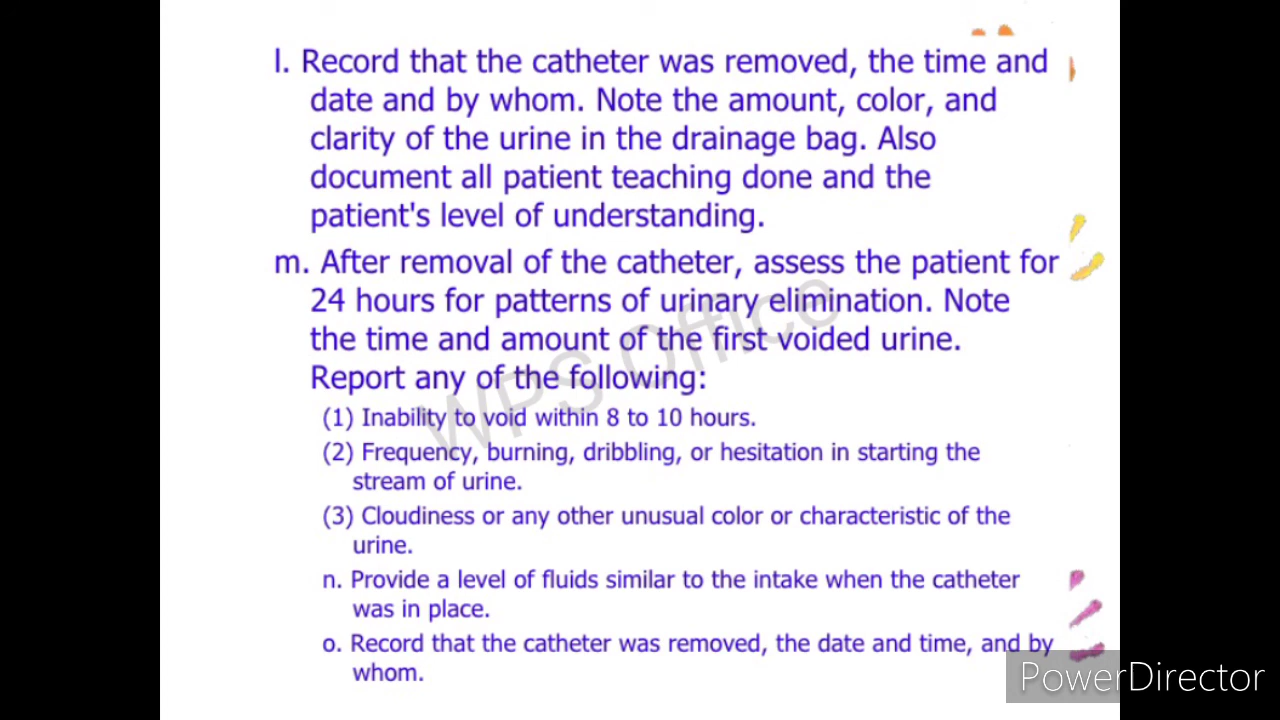 l. Record that the catheter was removed, the time and
date and by whom. Note the amount, color, and
clarity of the urine in the drainage bag. Also
document all patient teaching done and the
patient's level of understanding.
m. After removal of the catheter, assess the patient for
24 hours for patterns of urinary elimination. Note
the time and amount of the first voided urine.
Report any of the following:
(1) Inability to void within 8 to 10 hours.
(2) Frequency, burning, dribbling, or hesitation in starting the
stream of urine.
(3) Cloudiness or any other unusual color or characteristic of the
urine.
n. Provide a level of fluids similar to the intake when the catheter
was in place.
o. Record that the catheter was removed, the date and time, and by
whom.
WPS Office
PowerDirector